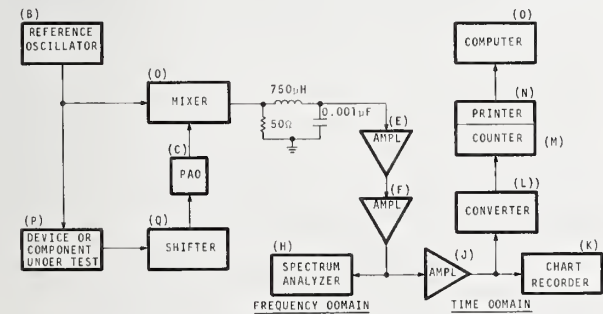 (B)
REFERENCE
OSCILLATOR
(O)
MIXER
750μH
50Ω
0.001μF
(C)
PAD
(E)
AMPL
(F)
AMPL
(O)
COMPUTER
(N)
PRINTER
COUNTER
(M)
(L))
CONVERTER
(P)
DEVICE OR
COMPONENT
UNDER TEST
(Q)
SHIFTER
(H)
SPECTRUM
ANALYZER
(J)
AMPL
(K)
CHART
RECORDER
FREQUENCY DOMAIN
TIME DOMAIN